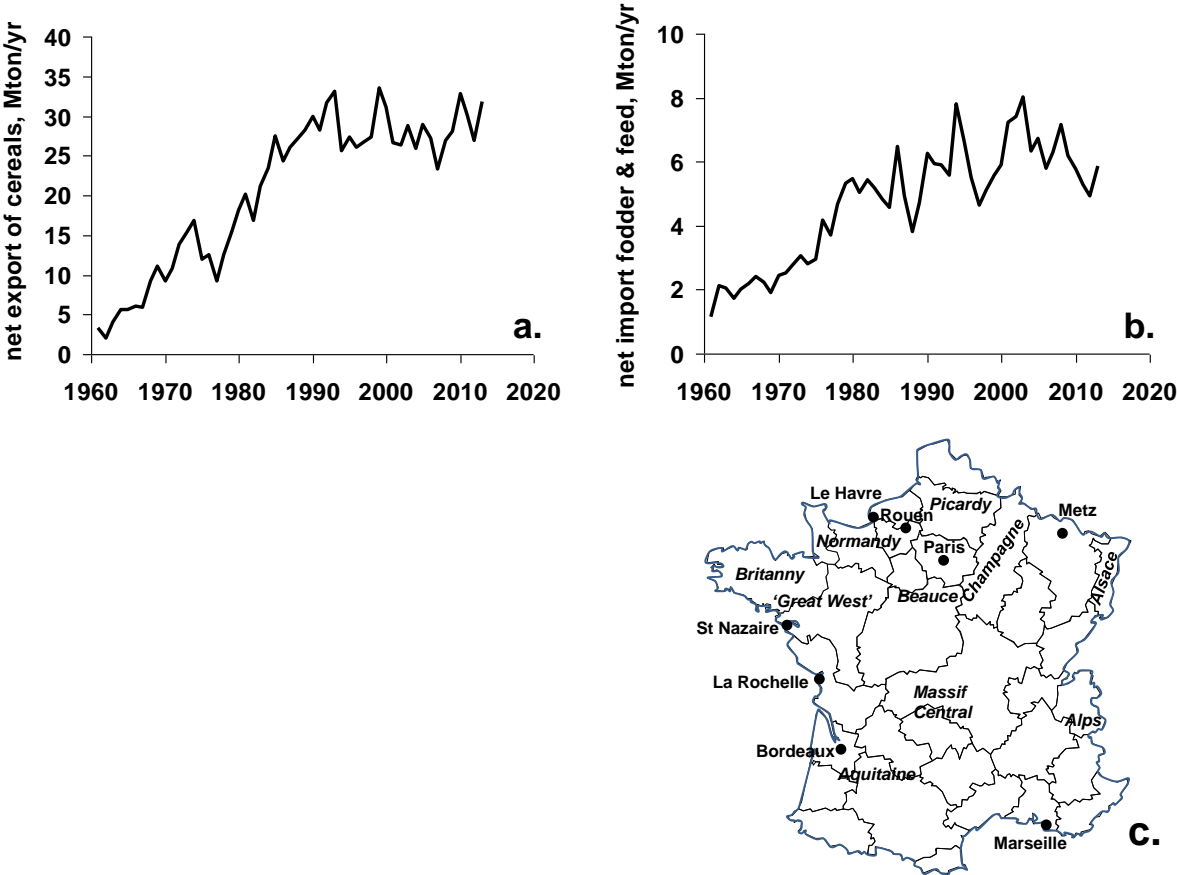 net export of cereals, Mton/yr
40
35
30
25
20
15
10
5
0
1960 1970 1980 1990 2000 2010 2020
a.
net import fodder & feed, Mton/yr
10
8
6
4
2
0
1960 1970 1980 1990 2000 2010 2020
b.
Le Havre
Picardy
Metz
Rouen
Normandy
Paris
Champagne
Alsace
Britanny
Beauce
‘Great West’
St Nazaire
La Rochelle
Massif
Central
Alps
Bordeaux
Aquitaine
Marseille
c.